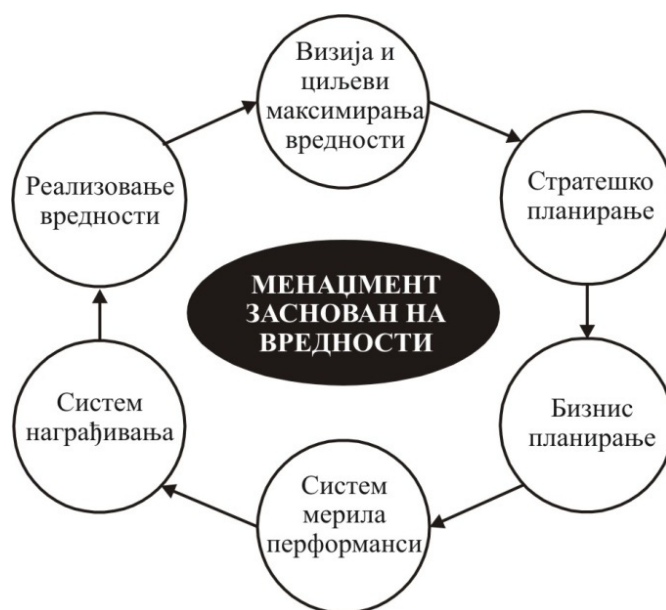 Визија и
циљеви
максимирања
вредности
Стратешко
планирање
Бизнис
планирање
Систем
мерила
перформанси
Систем
награђивања
Реализовање
вредности
МЕНАЏМЕНТ
ЗАСНОВАН НА
ВРЕДНОСТИ